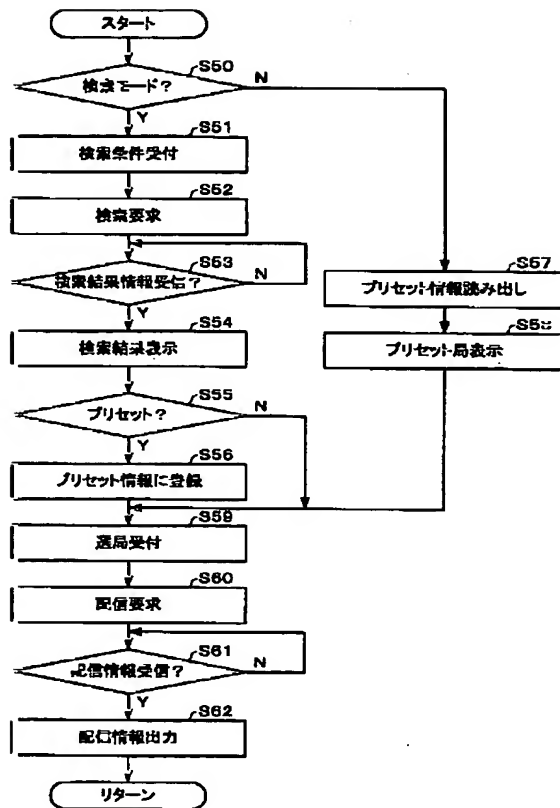 スタート
S50
検索モード?
N
Y
S51
検索条件受付
S52
検索要求
S53
検索結果情報受信?
N
Y
S54
検索結果表示
S55
プリセット?
N
Y
S56
プリセット情報に登録
S57
プリセット情報読み出し
S58
プリセット局表示
S59
選局受付
S60
配信要求
S61
配信情報受信?
N
Y
S62
配信情報出力
リターン